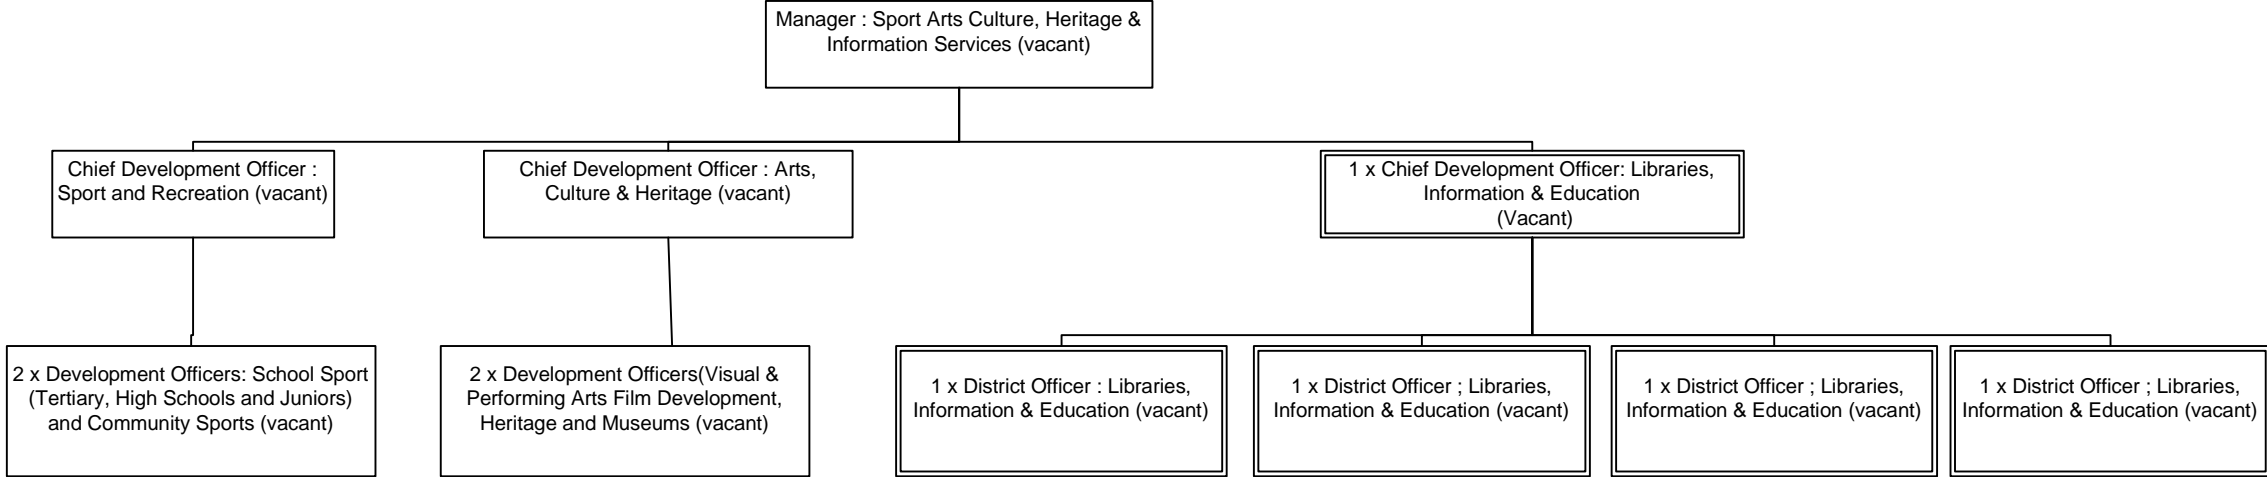 Manager : Sport Arts Culture, Heritage &
Information Services (vacant)
Chief Development Officer :
Sport and Recreation (vacant)
Chief Development Officer : Arts,
Culture & Heritage (vacant)
1 x Chief Development Officer: Libraries,
Information & Education
(Vacant)
2 x Development Officers: School Sport
(Tertiary, High Schools and Juniors)
and Community Sports (vacant)
2 x Development Officers(Visual &
Performing Arts Film Development,
Heritage and Museums (vacant)
1 x District Officer : Libraries,
Information & Education (vacant)
1 x District Officer ; Libraries,
Information & Education (vacant)
1 x District Officer ; Libraries,
Information & Education (vacant)
1 x District Officer ; Libraries,
Information & Education (vacant)